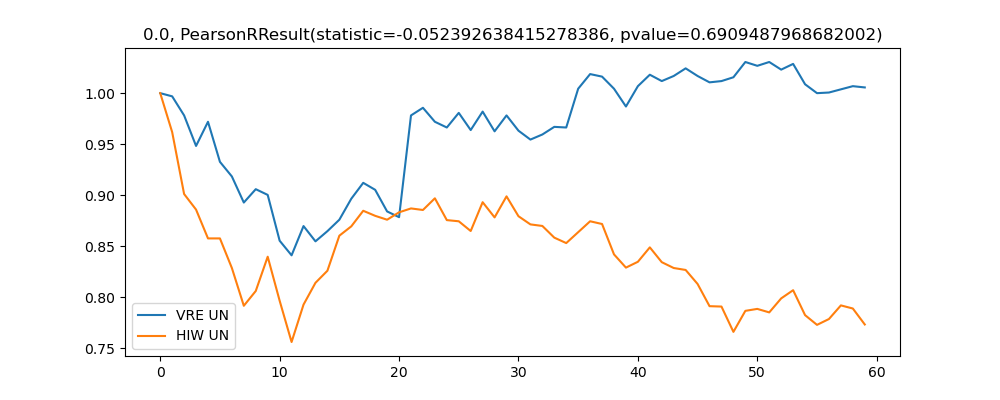 0.0, PearsonRResult(statistic=-0.052392638415278386, pvalue=0.6909487968682002)
1.00
0.95
0.90
0.85
0.80
0.75
VRE UN
HIW UN
0 10 20 30 40 50 60